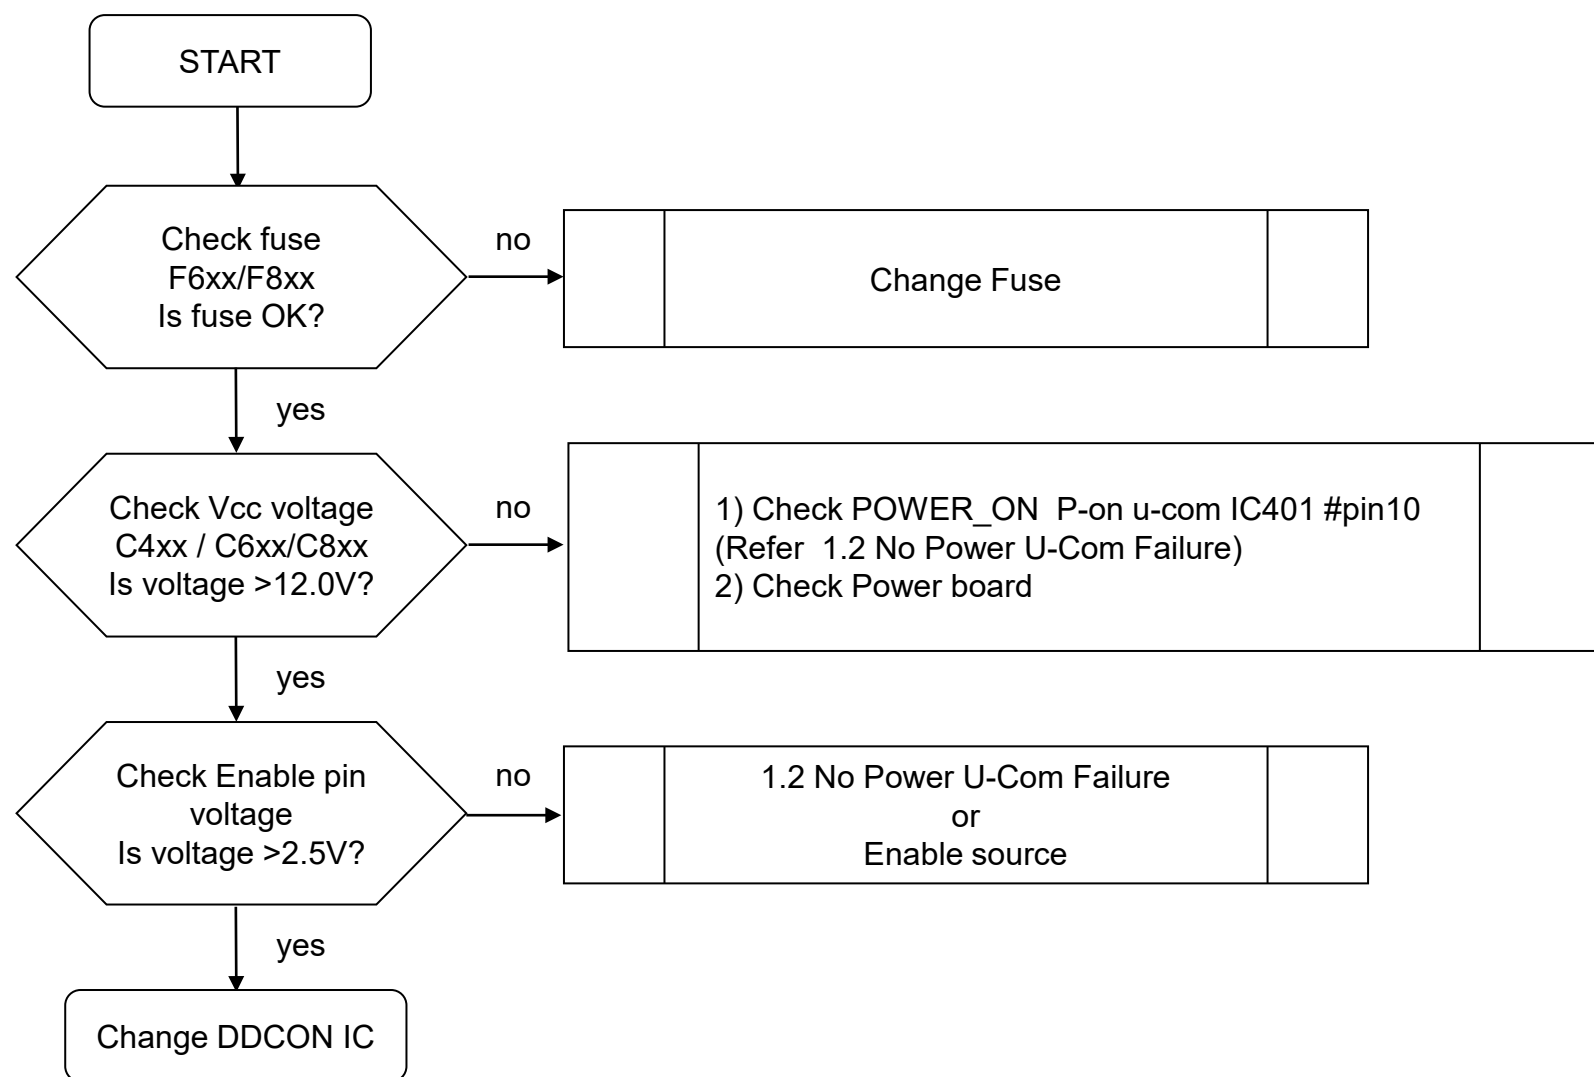 START
Check fuse
F6xx/F8xx
Is fuse OK?
no
Change Fuse
yes
Check Vcc voltage
C4xx / C6xx/C8xx
Is voltage >12.0V?
no
1) Check POWER_ON  P-on u-com IC401 #pin10
(Refer  1.2 No Power U-Com Failure)
2) Check Power board
yes
Check Enable pin
voltage
Is voltage >2.5V?
no
1.2 No Power U-Com Failure
or
Enable source
yes
Change DDCON IC